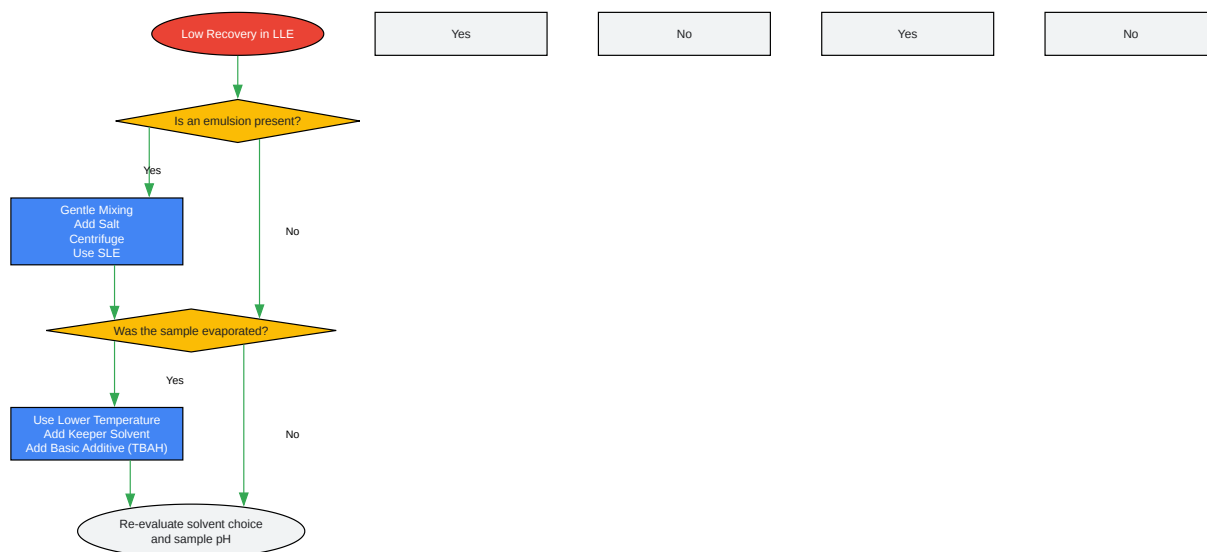 Low Recovery in LLE
Yes
No
Yes
No
Is an emulsion present?
Yes
Gentle Mixing
Add Salt
Centrifuge
Use SLE
No
Was the sample evaporated?
Yes
Use Lower Temperature
Add Keeper Solvent
Add Basic Additive (TBAH)
No
Re-evaluate solvent choice
and sample pH